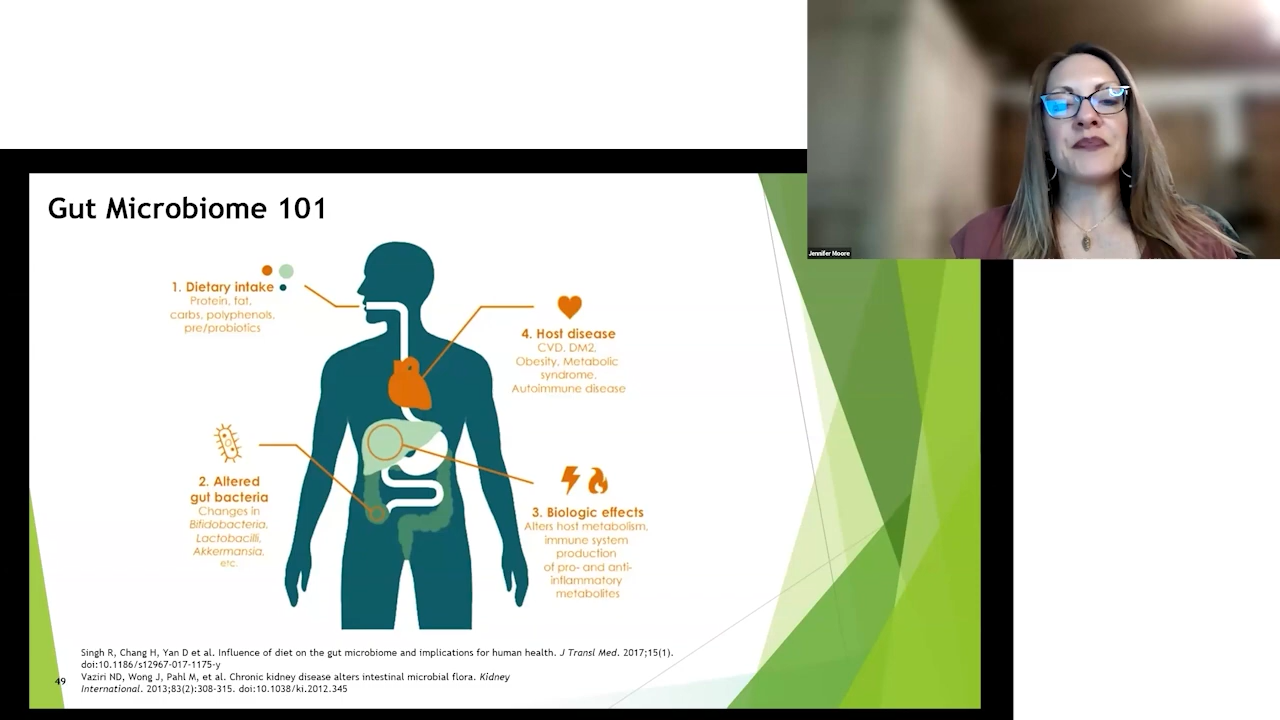 Jennifer Moore
Gut Microbiome 101
1. Dietary intake
Protein, fat,
carbs, polyphenols,
pre/probiotics
4. Host disease
CVD, DM2,
Obesity, Metabolic
syndrome,
Autoimmune disease
2. Altered
gut bacteria
Changes in
Bifidobacteria,
Lactobacilli,
Akkermansia,
etc.
3. Biologic effects
Alters host metabolism,
immune system
production
of pro- and anti-
inflammatory
metabolites
Singh R, Chang H, Yan D et al. Influence of diet on the gut microbiome and implications for human health. J Transl Med. 2017;15(1).
doi:10.1186/s12967-017-1175-y
Vaziri ND, Wong J, Pahl M, et al. Chronic kidney disease alters intestinal microbial flora. Kidney
International. 2013;83(2):308-315. doi:10.1038/ki.2012.345
49